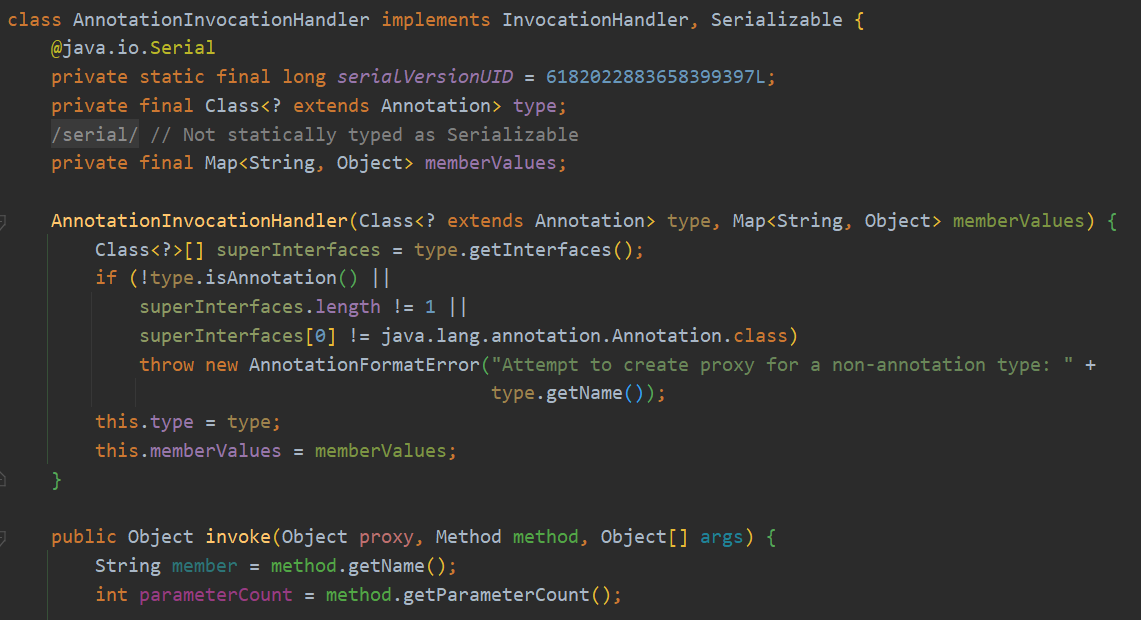 class AnnotationInvocationHandler implements InvocationHandler, Serializable {
    @java.io.Serial
    private static final long serialVersionUID = 6182022883658399397L;
    private final Class<? extends Annotation> type;
    /serial/ // Not statically typed as Serializable
    private final Map<String, Object> memberValues;

    AnnotationInvocationHandler(Class<? extends Annotation> type, Map<String, Object> memberValues) {
        Class<?>[] superInterfaces = type.getInterfaces();
        if (!type.isAnnotation() ||
            superInterfaces.length != 1 ||
            superInterfaces[0] != java.lang.annotation.Annotation.class)
            throw new AnnotationFormatError("Attempt to create proxy for a non-annotation type: " +
                                            type.getName());
        this.type = type;
        this.memberValues = memberValues;
    }

    public Object invoke(Object proxy, Method method, Object[] args) {
        String member = method.getName();
        int parameterCount = method.getParameterCount();